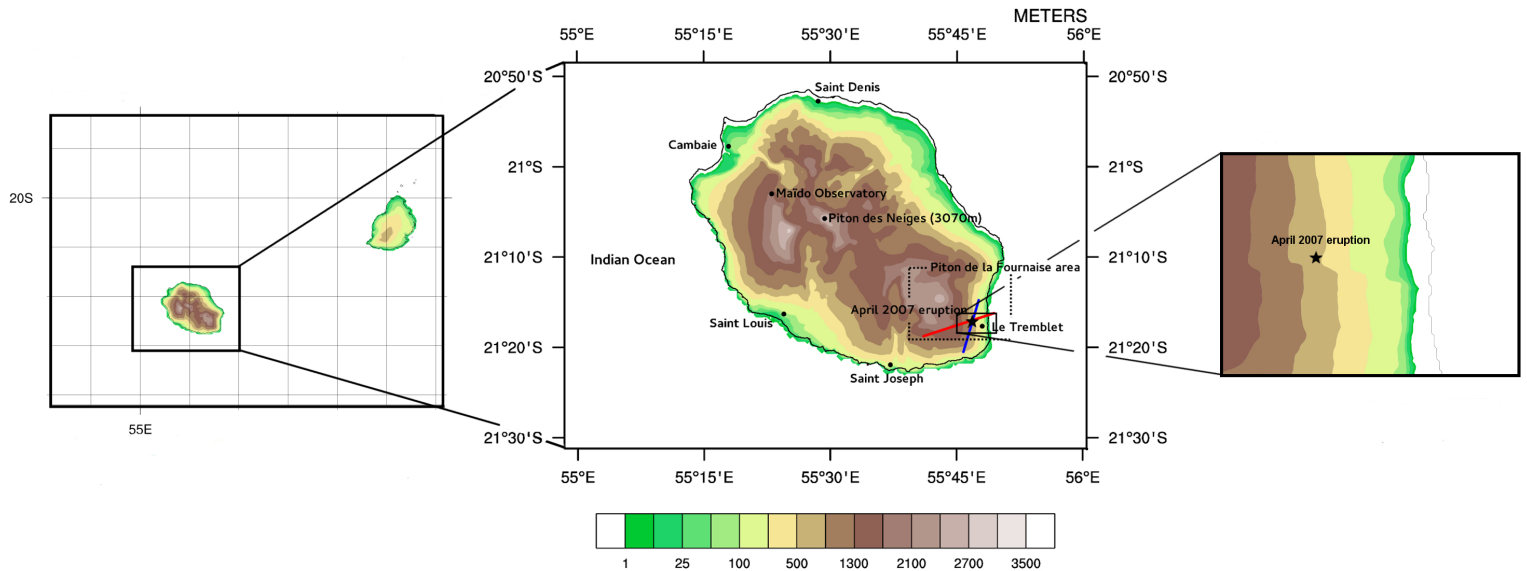 METERS
55°E 55°15'E 55°30'E 55°45'E 56°E
20°50'S 20°50'S
Saint Denis
Cambaie
21°S 21°S
Maïdo Observatory
20S
Piton des Neiges (3070m)
April 2007 eruption
Indian Ocean
21°10'S 21°10'S
Piton de la Fournaise area
April 2007 eruption
Saint Louis
Le Tremblet
21°20'S 21°20'S
Saint Joseph
55E
21°30'S 21°30'S
55°E 55°15'E 55°30'E 55°45'E 56°E
1 25 100 500 1300 2100 2700 3500